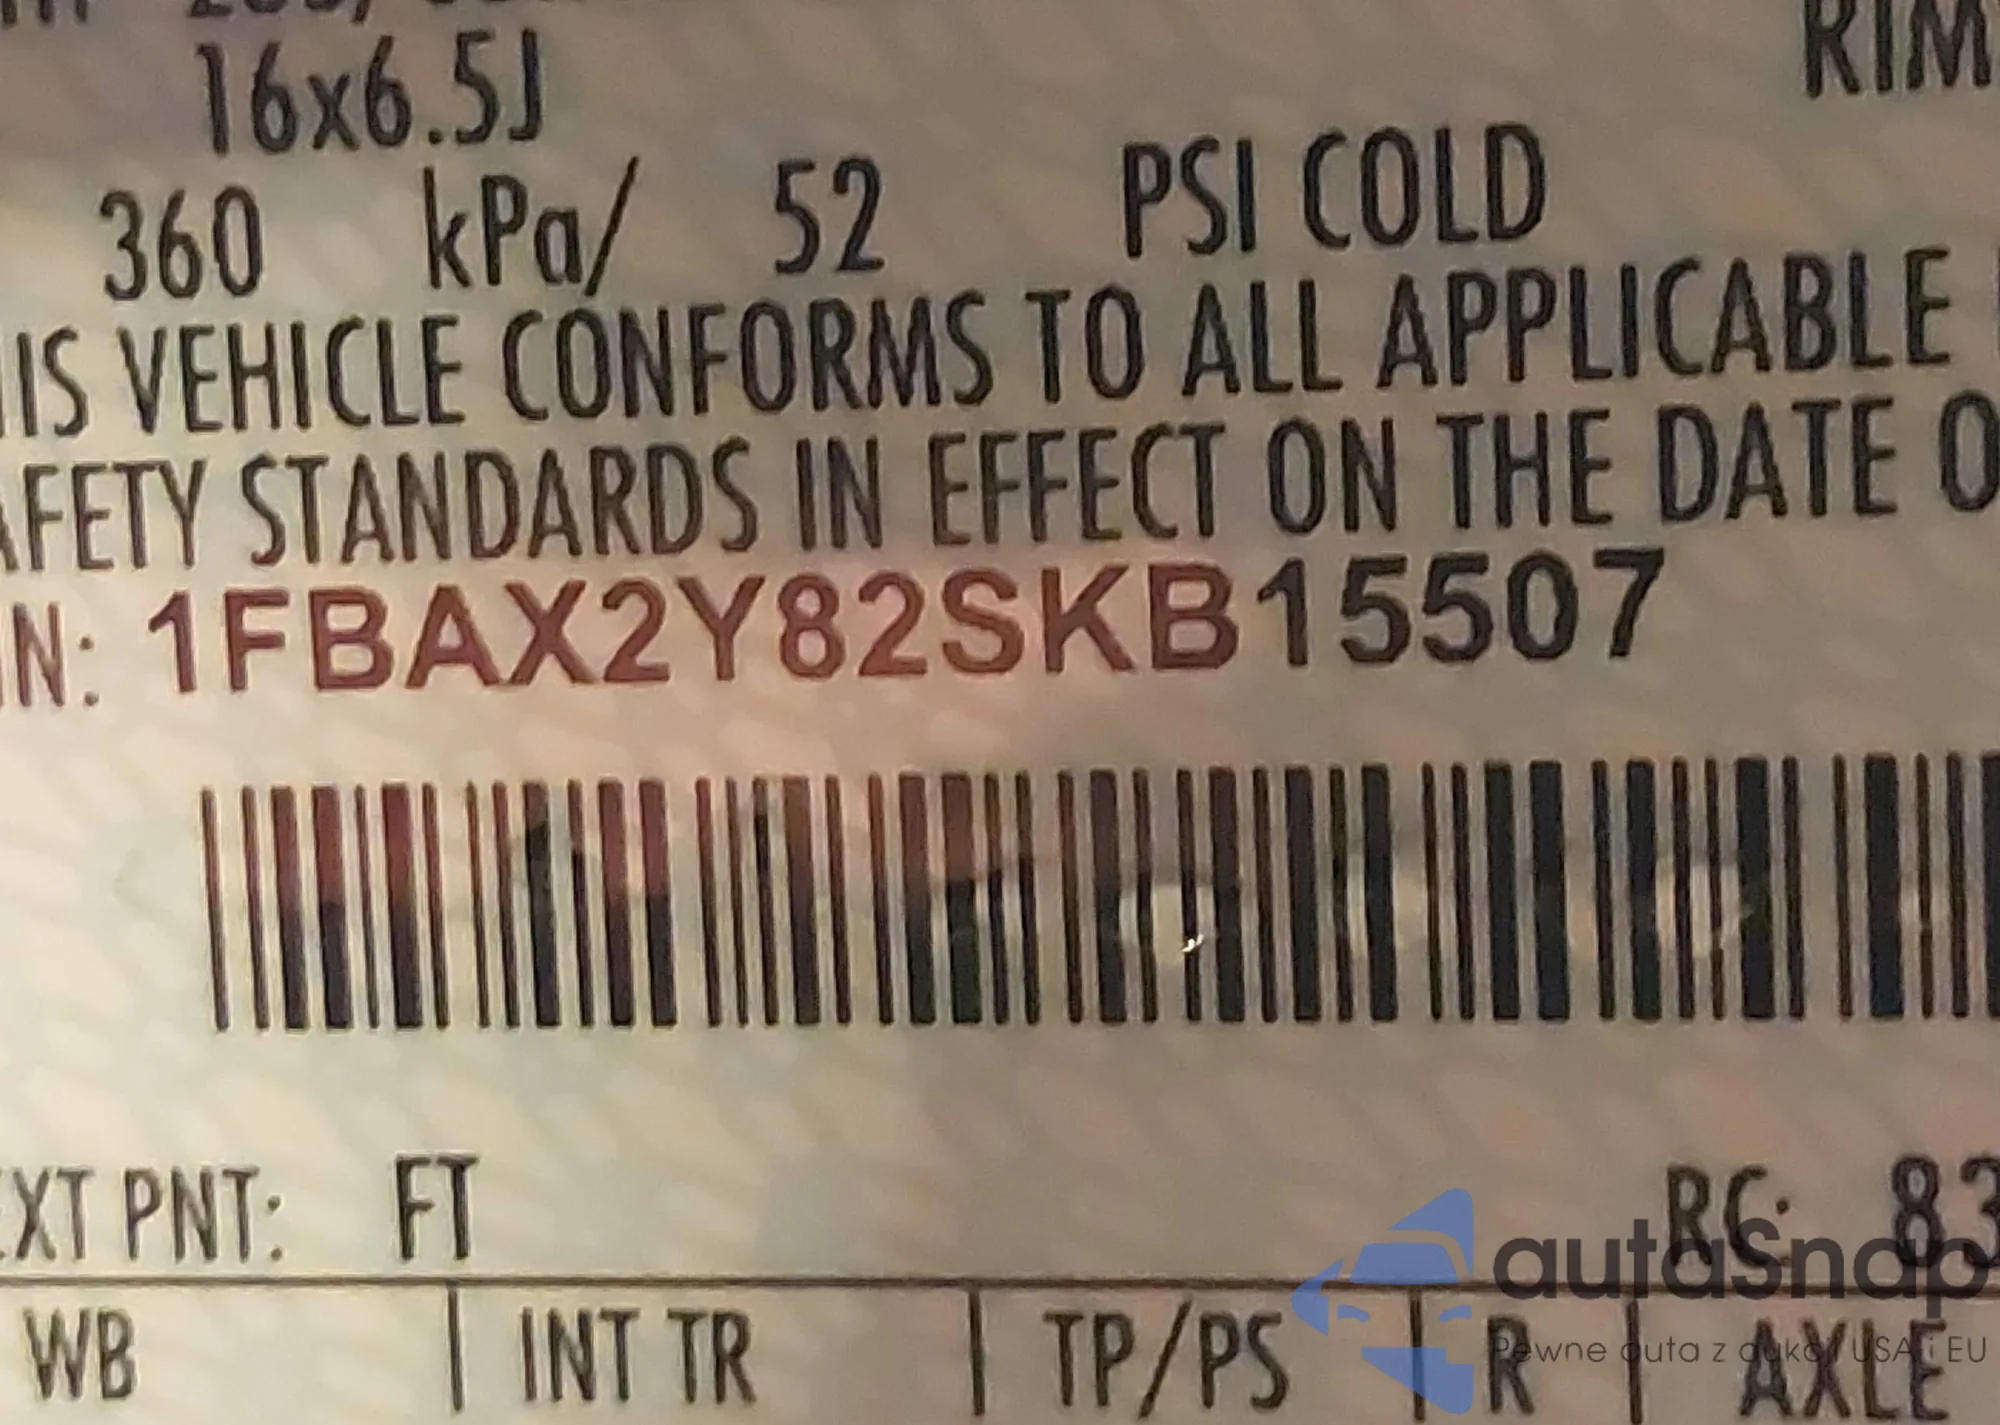 16x6.5J
RIM
360 kPa/ 52 PSI COLD
IS VEHICLE CONFORMS TO ALL APPLICABLE
AFETY STANDARDS IN EFFECT ON THE DATE O
N: 1FBAX2Y82SKB15507
EXT PNT: FT
RC: 83
autaSnap
WB INT TR TP/PS R AXLE
Pewne auta z aukcji USA i EU